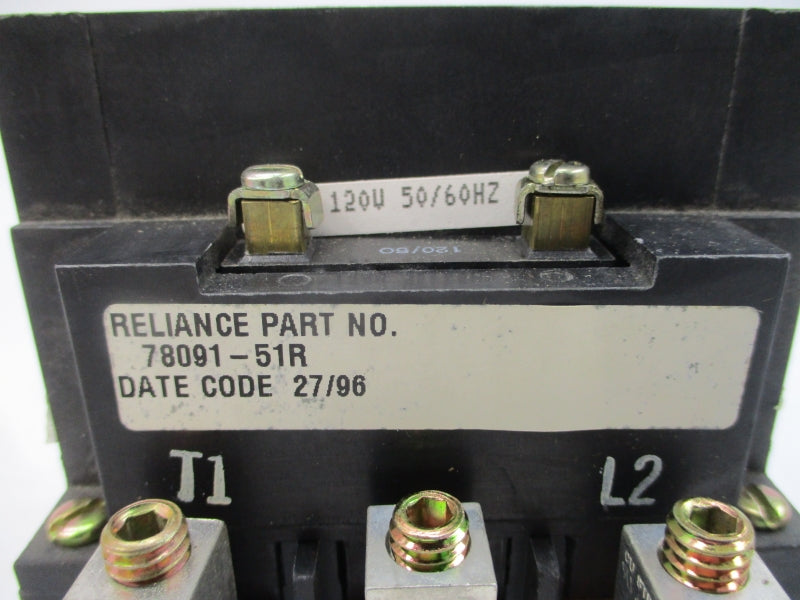 120V 50/60HZ
120/50
RELIANCE PART NO.
78091-51R
DATE CODE 27/96
T1 L2